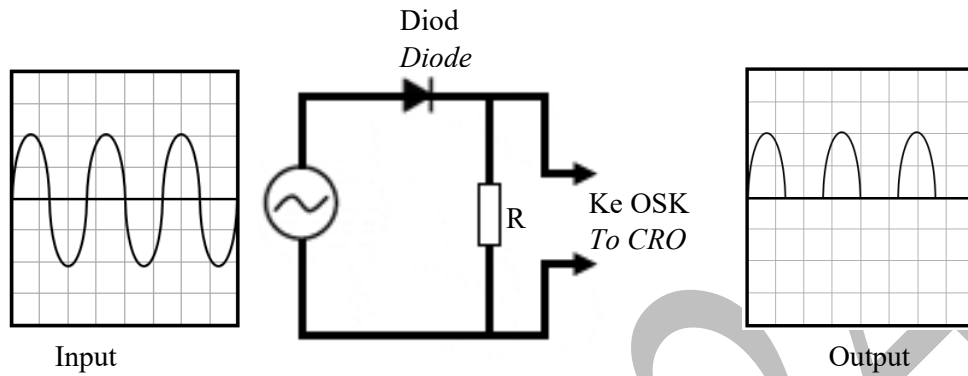 Diod
Diode
R
Ke OSK
To CRO
Input
Output